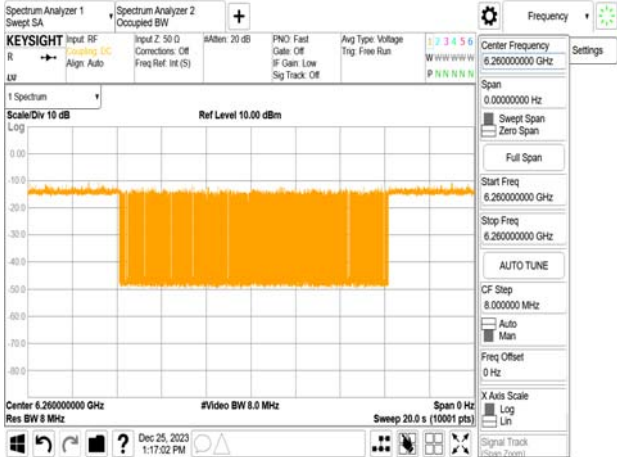 Spectrum Analyzer 1
Swept SA
Spectrum Analyzer 2
Occupied BW
+
Frequency
KEYSIGHT
R
Input: RF
Coupling: DC
Align: Auto
Input Z: 50 Ω
Corrections: Off
Freq Ref: Int (S)
#Atten: 20 dB
PNO: Fast
Gate: Off
IF Gain: Low
Sig Track: Off
Avg Type: Voltage
Trig: Free Run
1 2 3 4 5 6
W W W W W W
P N N N N N
1 Spectrum
Scale/Div 10 dB
Ref Level 10.00 dBm
Log
0.00
-10.0
-20.0
-30.0
-40.0
-50.0
-60.0
-70.0
-80.0
Center 6.260000000 GHz
#Video BW 8.0 MHz
Span 0 Hz
Res BW 8 MHz
Sweep 20.0 s (10001 pts)
?
Dec 25, 2023
1:17:02 PM
Center Frequency
6.260000000 GHz
Settings
Span
0.00000000 Hz
Swept Span
Zero Span
Full Span
Start Freq
6.260000000 GHz
Stop Freq
6.260000000 GHz
AUTO TUNE
CF Step
8.000000 MHz
Auto
Man
Freq Offset
0 Hz
X Axis Scale
Log
Lin
Signal Track
(Span Zoom)